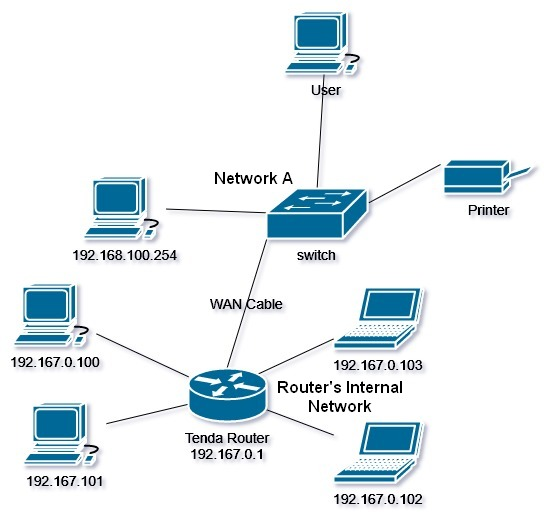 User
Network A
Printer
192.168.100.254
switch
WAN Cable
192.167.0.100
192.167.0.103
Router's Internal
Network
Tenda Router
192.167.0.1
192.167.101
192.167.0.102